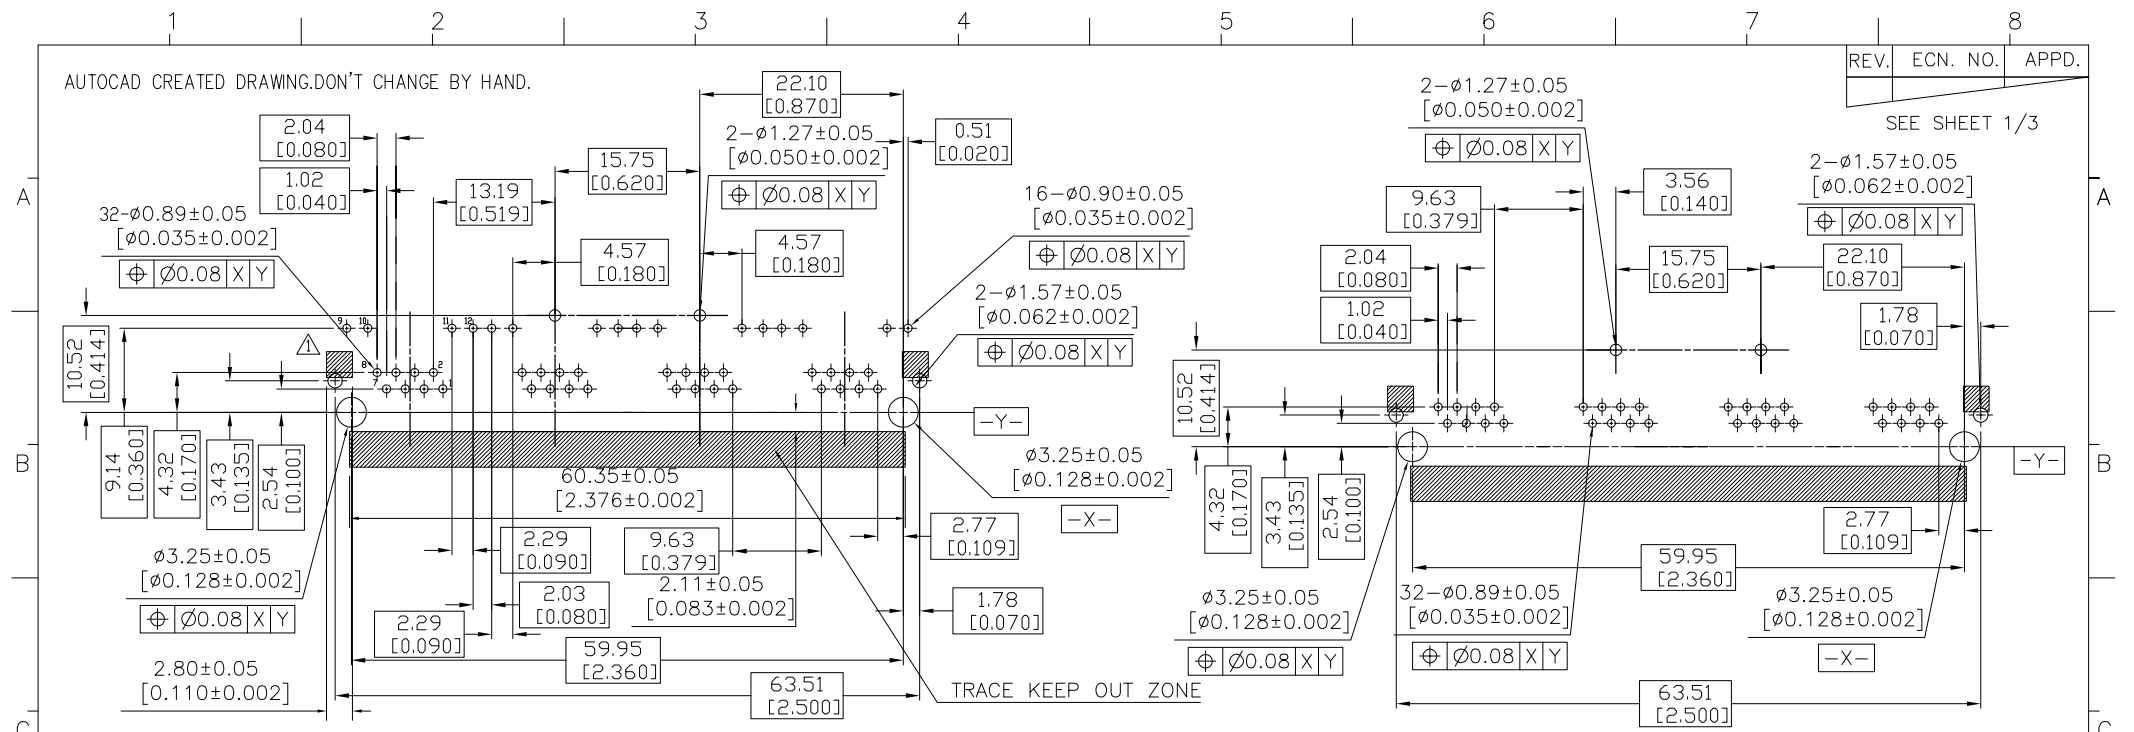 1 2 3 4 5 6 7 8
AUTOCAD CREATED DRAWING.DON'T CHANGE BY HAND.
REV. ECN. NO. APPD.
SEE SHEET 1/3
A
B
C
22.10
[0.870]
2.04
[0.080]
2-ø1.27±0.05
[ø0.050±0.002]
⌖ Ø0.08 X Y
0.51
[0.020]
15.75
[0.620]
1.02
[0.040]
13.19
[0.519]
32-ø0.89±0.05
[ø0.035±0.002]
⌖ Ø0.08 X Y
4.57
[0.180]
4.57
[0.180]
16-ø0.90±0.05
[ø0.035±0.002]
⌖ Ø0.08 X Y
2-ø1.57±0.05
[ø0.062±0.002]
⌖ Ø0.08 X Y
9 10 11 12
1
8 2
7 1
10.52
[0.414]
9.14
[0.360]
4.32
[0.170]
3.43
[0.135]
2.54
[0.100]
-Y-
ø3.25±0.05
[ø0.128±0.002]
-X-
60.35±0.05
[2.376±0.002]
2.29
[0.090]
9.63
[0.379]
2.77
[0.109]
ø3.25±0.05
[ø0.128±0.002]
⌖ Ø0.08 X Y
2.03
[0.080]
2.11±0.05
[0.083±0.002]
1.78
[0.070]
2.29
[0.090]
59.95
[2.360]
2.80±0.05
[0.110±0.002]
63.51
[2.500]
TRACE KEEP OUT ZONE
2-ø1.27±0.05
[ø0.050±0.002]
⌖ Ø0.08 X Y
2-ø1.57±0.05
[ø0.062±0.002]
⌖ Ø0.08 X Y
3.56
[0.140]
9.63
[0.379]
2.04
[0.080]
15.75
[0.620]
22.10
[0.870]
1.02
[0.040]
1.78
[0.070]
10.52
[0.414]
4.32
[0.170]
3.43
[0.135]
2.54
[0.100]
-Y-
2.77
[0.109]
59.95
[2.360]
ø3.25±0.05
[ø0.128±0.002]
⌖ Ø0.08 X Y
32-ø0.89±0.05
[ø0.035±0.002]
⌖ Ø0.08 X Y
ø3.25±0.05
[ø0.128±0.002]
-X-
63.51
[2.500]
A
B
C